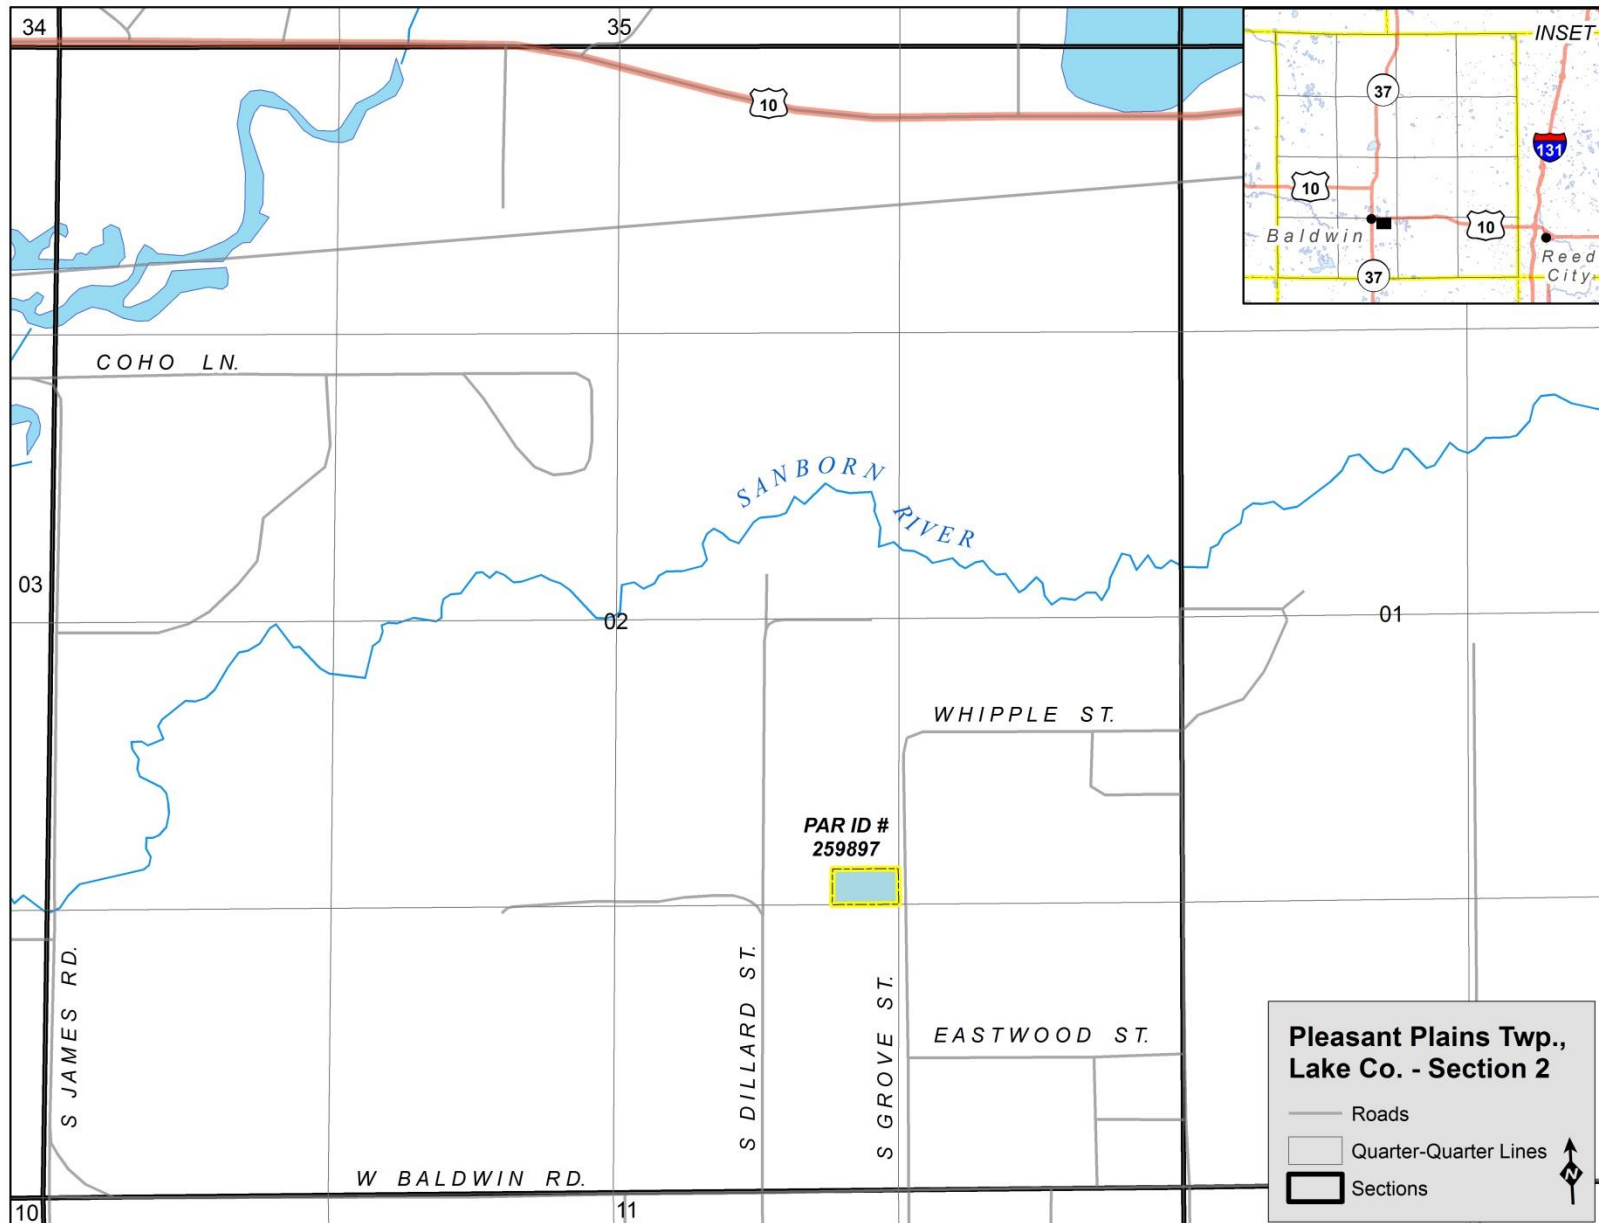 34
35
10
INSET
37
131
10
Baldwin
10
Reed
City
37
COHO LN.
SANBORN
RIVER
03
02
01
WHIPPLE ST.
PAR ID #
259897
S JAMES RD.
S DILLARD ST.
S GROVE ST.
EASTWOOD ST.
W BALDWIN RD.
10
11
Pleasant Plains Twp.,
Lake Co. - Section 2
Roads
Quarter-Quarter Lines
Sections
N